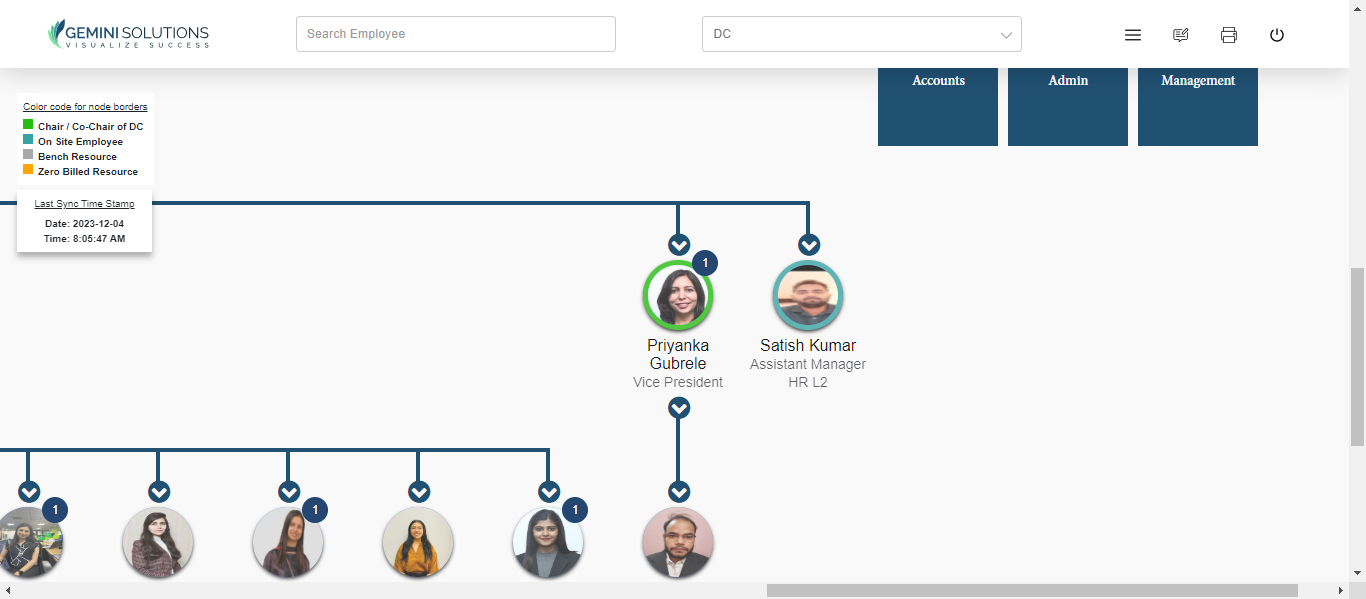 GEMINI SOLUTIONS
VISUALIZE SUCCESS
Search Employee
DC
Accounts
Admin
Management
Color code for node borders
Chair / Co-Chair of DC
On Site Employee
Bench Resource
Zero Billed Resource
Last Sync Time Stamp
Date: 2023-12-04
Time: 8:05:47 AM
1
Priyanka
Gubrele
Vice President
Satish Kumar
Assistant Manager
HR L2
1
1
1